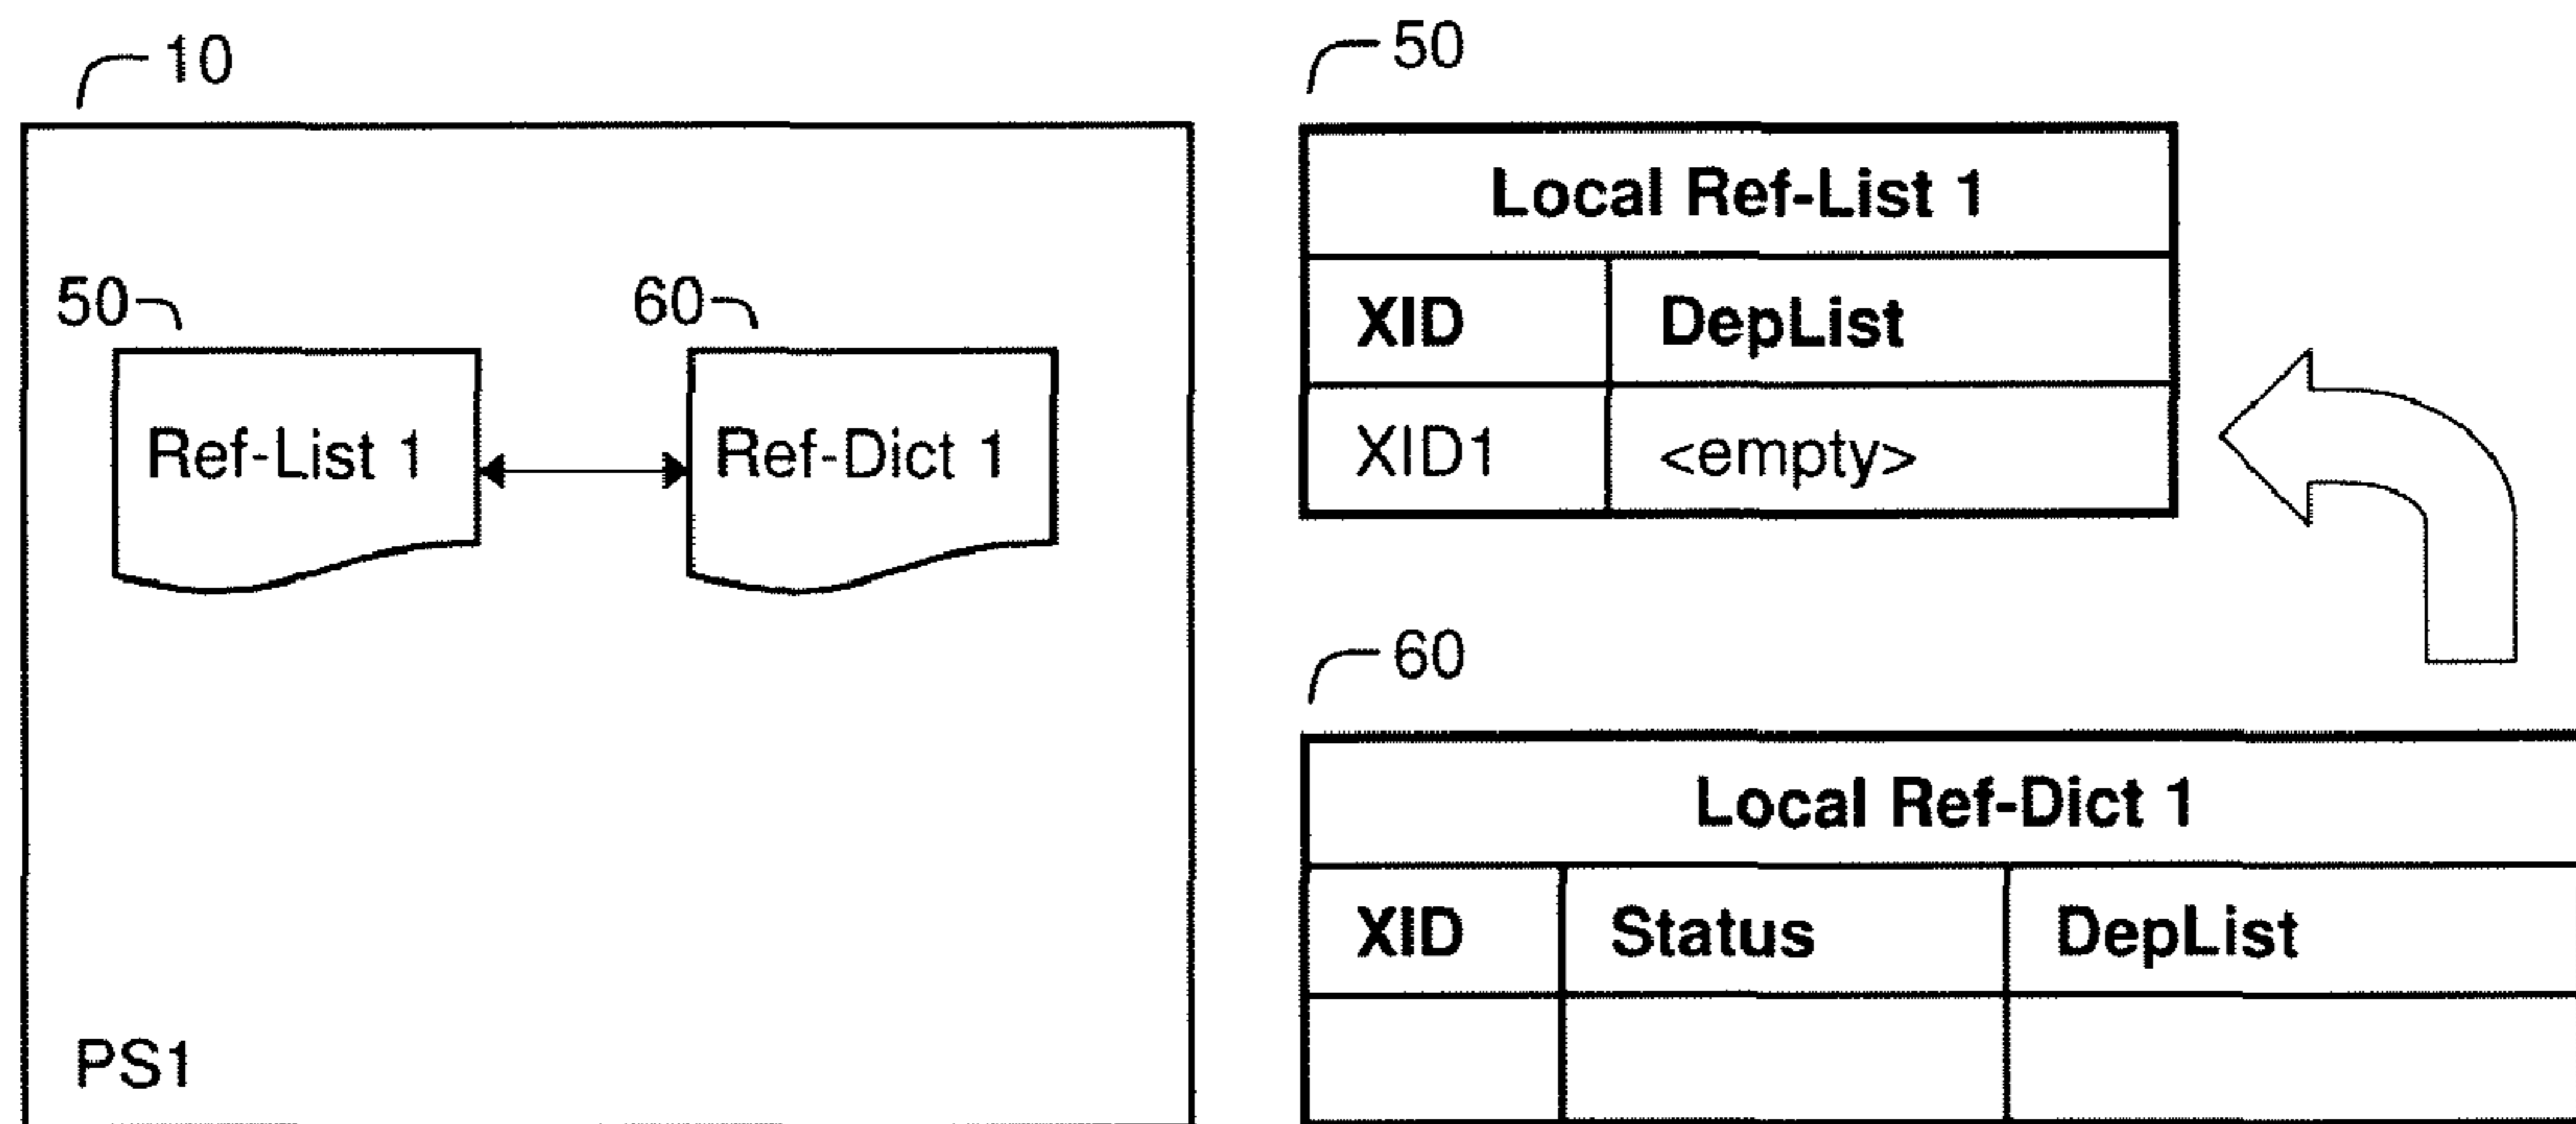 10
50
60
Ref-List 1
Ref-Dict 1
PS1
50
Local Ref-List 1
XID DepList
XID1 <empty>
60
Local Ref-Dict 1
XID Status DepList